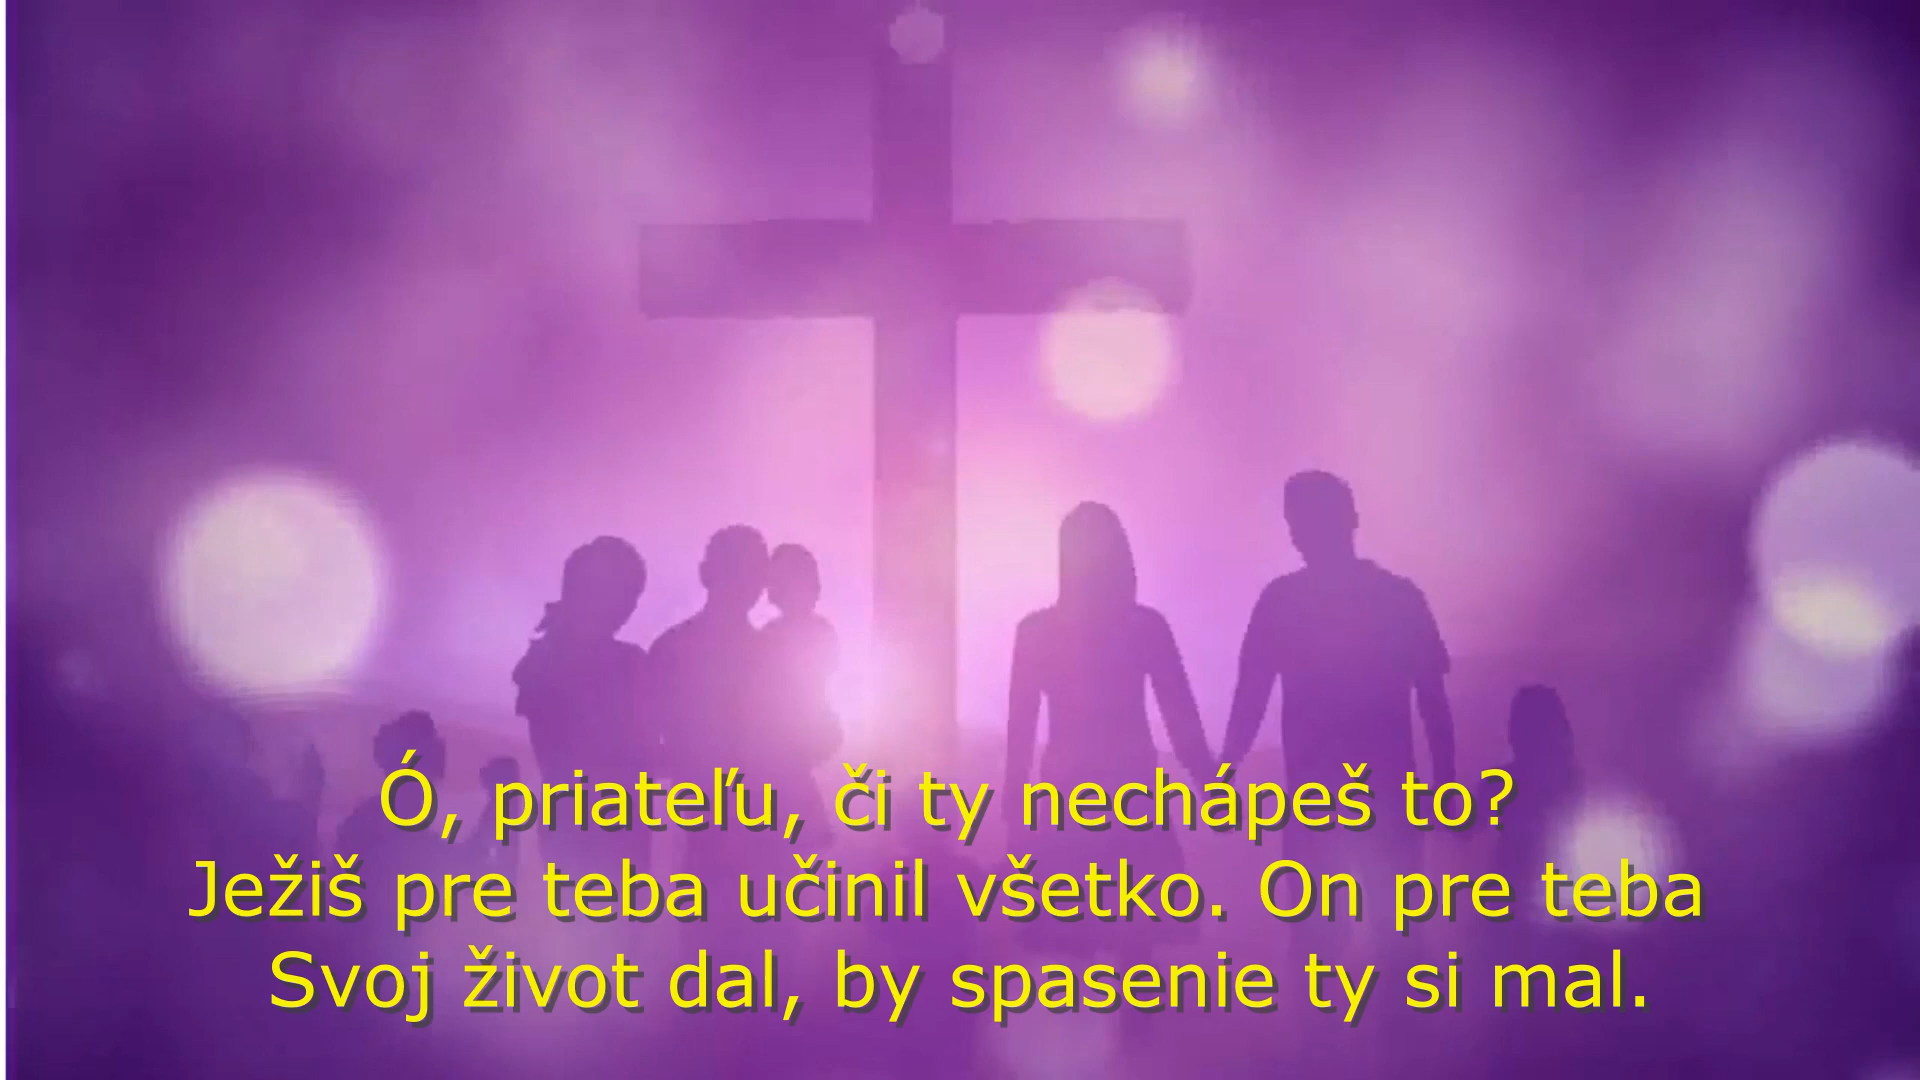 Ó, priateľu, či ty nechápeš to?
Ježiš pre teba učinil všetko. On pre teba
Svoj život dal, by spasenie ty si mal.